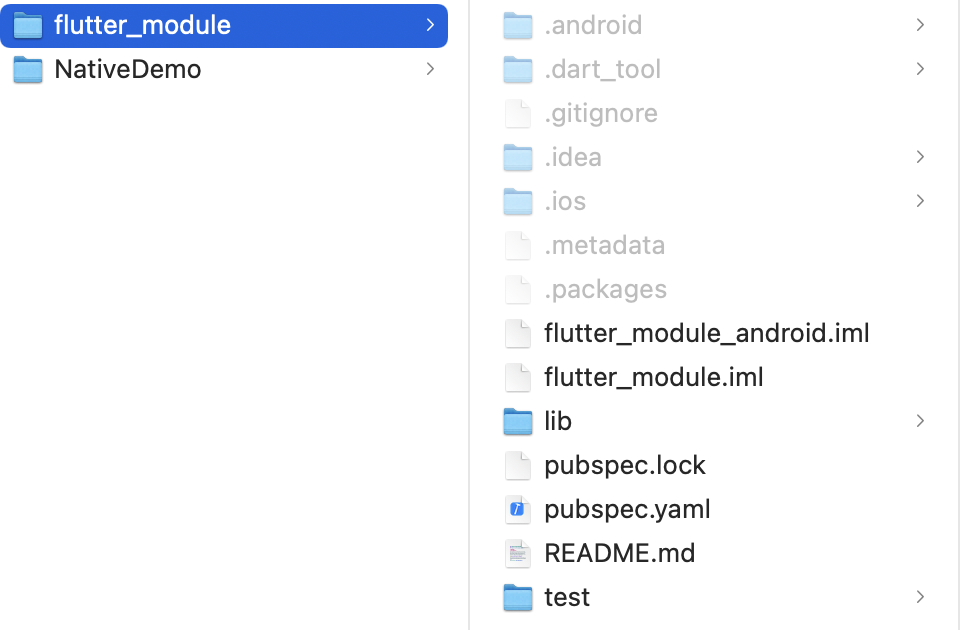 flutter_module
NativeDemo
.android
.dart_tool
.gitignore
.idea
.ios
.metadata
.packages
flutter_module_android.iml
flutter_module.iml
lib
pubspec.lock
pubspec.yaml
README.md
test